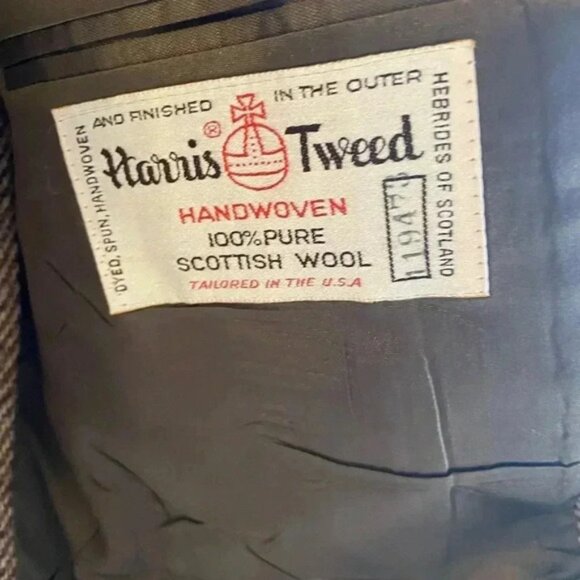 DYED, SPUN, HANDWOVEN
AND FINISHED
IN THE OUTER
HEBRIDES OF SCOTLAND
Harris ® Tweed
HANDWOVEN
100% PURE
SCOTTISH WOOL
TAILORED IN THE U.S.A